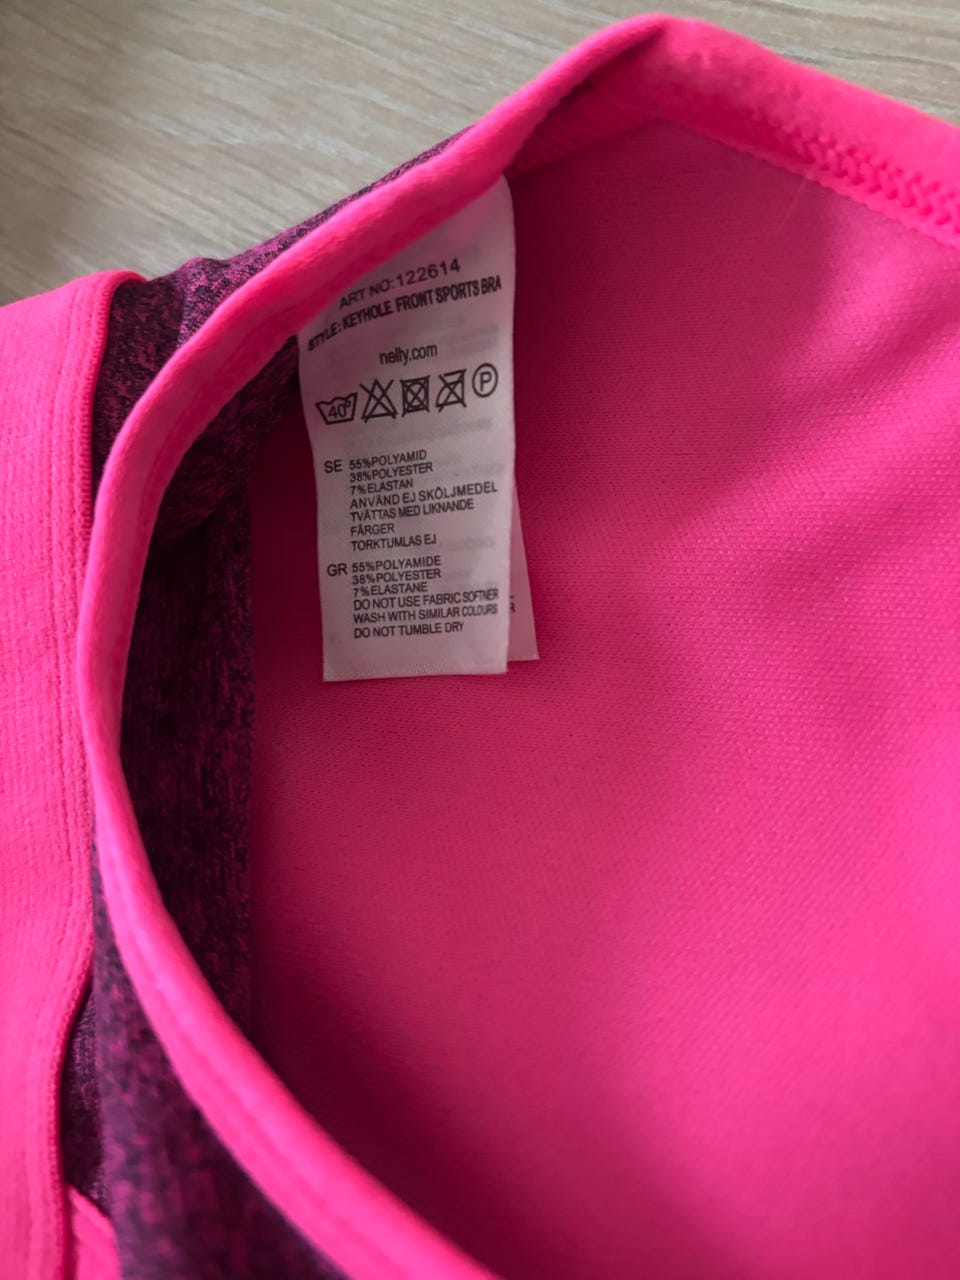 ART NO:122614
STYLE: KEYHOLE FRONT SPORTS BRA
nelly.com
40° P
SE 55%POLYAMID
38%POLYESTER
7%ELASTAN
ANVÄND EJ SKÖLJMEDEL
TVÄTTAS MED LIKNANDE
FÄRGER
TORKTUMLAS EJ
GR 55%POLYAMIDE
38%POLYESTER
7%ELASTANE
DO NOT USE FABRIC SOFTNER
WASH WITH SIMILAR COLOURS
DO NOT TUMBLE DRY
R